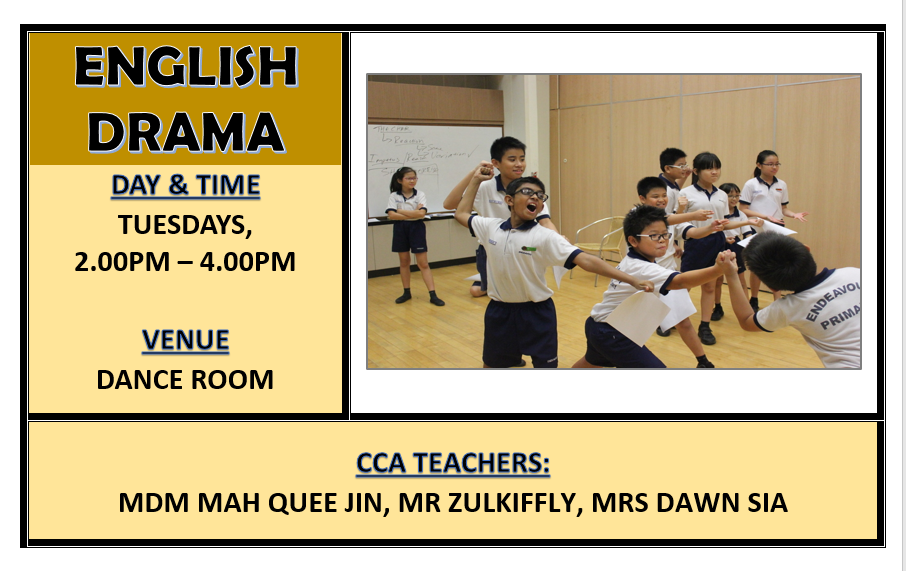 ENGLISH
DRAMA
DAY & TIME
TUESDAYS,
2.00PM – 4.00PM
VENUE
DANCE ROOM
ENDEAVOU
PRIMA
CCA TEACHERS:
MDM MAH QUEE JIN, MR ZULKIFFLY, MRS DAWN SIA